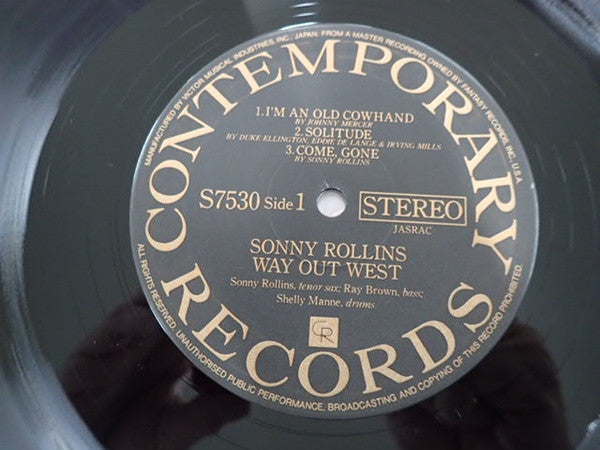 MANUFACTURED BY VICTOR MUSICAL INDUSTRIES, INC., JAPAN. FROM A MASTER RECORDING OWNED BY FANTASY RECORDS, INC. U.S.A.
CONTEMPORARY
1.I'M AN OLD COWHAND
BY JOHNNY MERCER
2.SOLITUDE
BY DUKE ELLINGTON, EDDIE DE LANGE & IRVING MILLS
3.COME, GONE
BY SONNY ROLLINS
S7530 Side 1
STEREO
JASRAC
SONNY ROLLINS
WAY OUT WEST
Sonny Rollins, tenor sax; Ray Brown, bass;
Shelly Manne, drums
CR
RECORDS
ALL RIGHTS RESERVED. UNAUTHORISED PUBLIC PERFORMANCE, BROADCASTING AND COPYING OF THIS RECORD PROHIBITED.